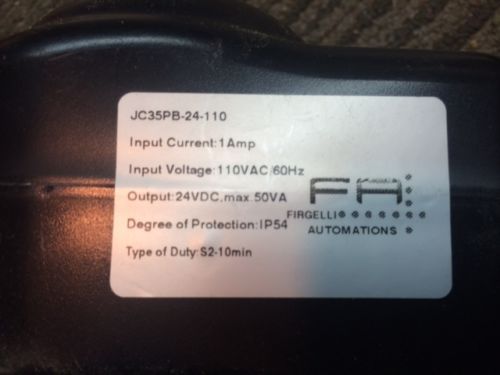 JC35PB-24-110
Input Current:1Amp
Input Voltage:110VAC/60Hz
Output:24VDC.max.50VA
Degree of Protection:IP54
Type of Duty:S2-10min
FA
FIRGELLI
AUTOMATIONS